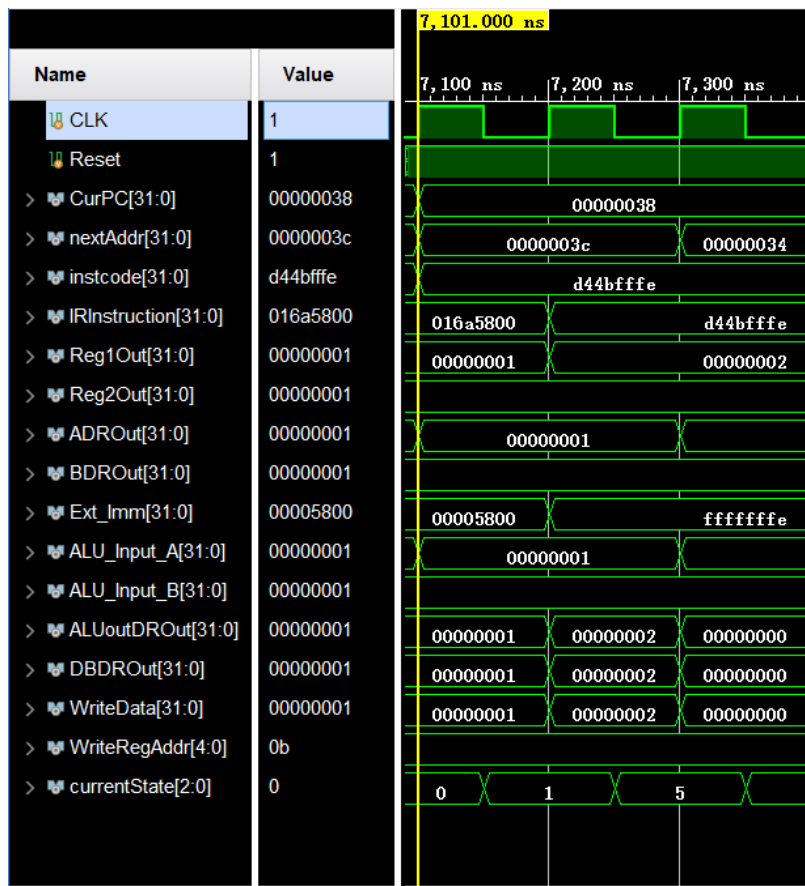 7,101.000 ns
Name Value
7,100 ns 7,200 ns 7,300 ns
CLK 1
Reset 1
CurPC[31:0] 00000038 00000038
nextAddr[31:0] 0000003c 0000003c 00000034
instcode[31:0] d44bfffe d44bfffe
IRInstruction[31:0] 016a5800 016a5800 d44bfffe
Reg1Out[31:0] 00000001 00000001 00000002
Reg2Out[31:0] 00000001
ADROut[31:0] 00000001 00000001
BDROut[31:0] 00000001
Ext_Imm[31:0] 00005800 00005800 fffffffe
ALU_Input_A[31:0] 00000001 00000001
ALU_Input_B[31:0] 00000001
ALUoutDROut[31:0] 00000001 00000001 00000002 00000000
DBDROut[31:0] 00000001 00000001 00000002 00000000
WriteData[31:0] 00000001 00000001 00000002 00000000
WriteRegAddr[4:0] 0b
currentState[2:0] 0 0 1 5